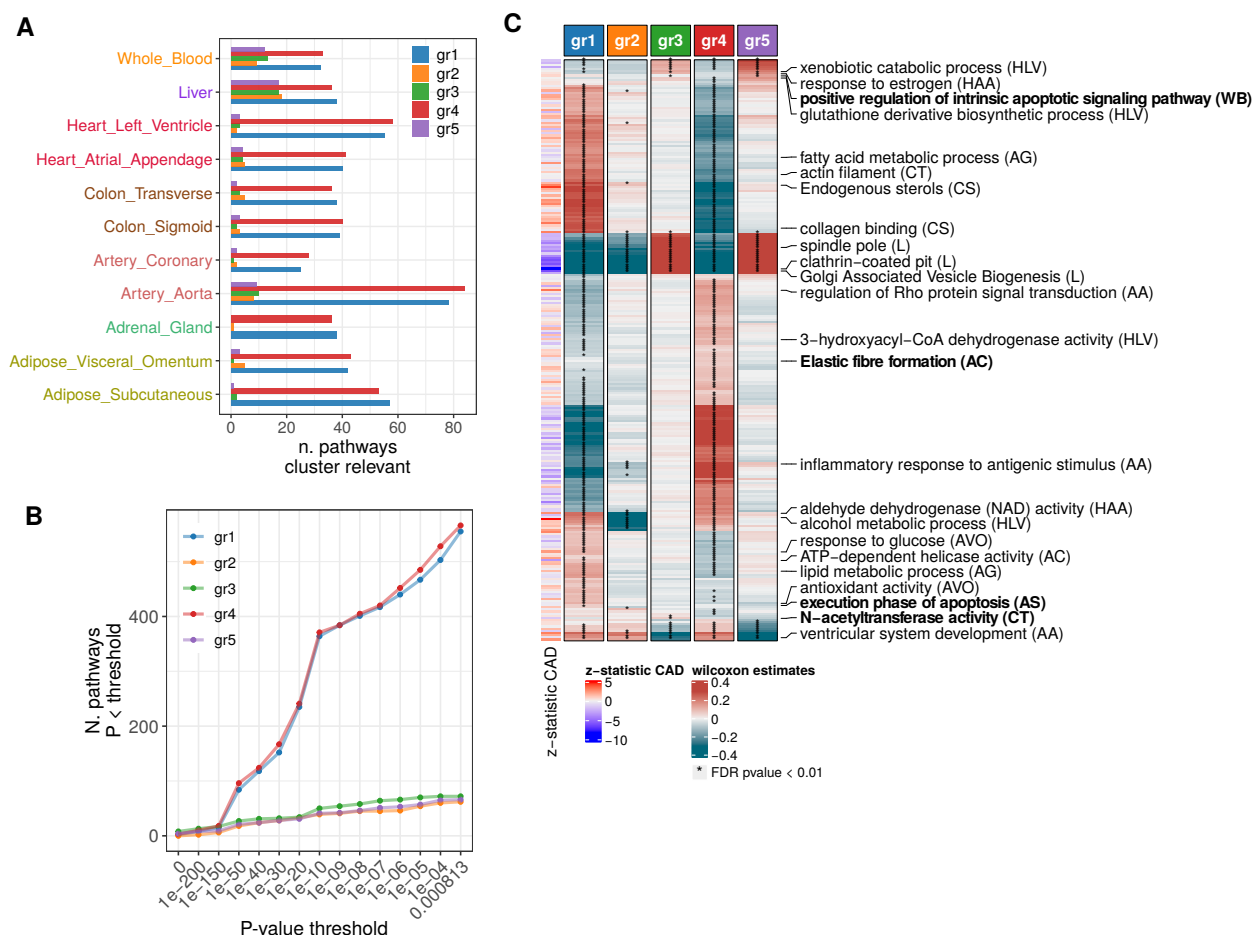 A
Whole_Blood
Liver
Heart_Left_Ventricle
Heart_Atrial_Appendage
Colon_Transverse
Colon_Sigmoid
Artery_Coronary
Artery_Aorta
Adrenal_Gland
Adipose_Visceral_Omentum
Adipose_Subcutaneous
gr1
gr2
gr3
gr4
gr5
0 20 40 60 80
n. pathways
cluster relevant
B
gr1
gr2
gr3
gr4
gr5
400
200
0
N. pathways
P < threshold
0
1e−200
1e−150
1e−50
1e−40
1e−30
1e−20
1e−10
1e−09
1e−08
1e−07
1e−06
1e−05
1e−04
0.000813
P-value threshold
C
gr1 gr2 gr3 gr4 gr5
xenobiotic catabolic process (HLV)
response to estrogen (HAA)
positive regulation of intrinsic apoptotic signaling pathway (WB)
glutathione derivative biosynthetic process (HLV)
fatty acid metabolic process (AG)
actin filament (CT)
Endogenous sterols (CS)
collagen binding (CS)
spindle pole (L)
clathrin−coated pit (L)
Golgi Associated Vesicle Biogenesis (L)
regulation of Rho protein signal transduction (AA)
3−hydroxyacyl−CoA dehydrogenase activity (HLV)
Elastic fibre formation (AC)
inflammatory response to antigenic stimulus (AA)
aldehyde dehydrogenase (NAD) activity (HAA)
alcohol metabolic process (HLV)
response to glucose (AVO)
ATP−dependent helicase activity (AC)
lipid metabolic process (AG)
antioxidant activity (AVO)
execution phase of apoptosis (AS)
N−acetyltransferase activity (CT)
ventricular system development (AA)
z−statistic CAD
z−statistic CAD
5
0
−5
−10
wilcoxon estimates
0.4
0.2
0
−0.2
−0.4
* FDR pvalue < 0.01